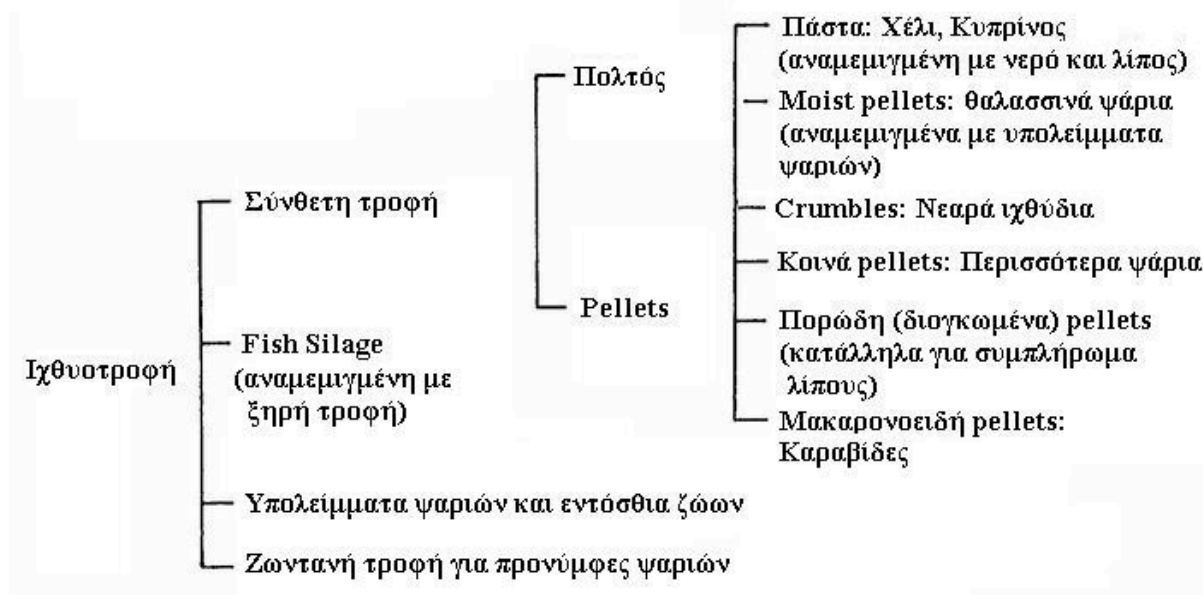 Ιχθυοτροφή
Σύνθετη τροφή
Fish Silage
(αναμεμιγμένη με
ξηρή τροφή)
Υπολείμματα ψαριών και εντόσθια ζώων
Ζωντανή τροφή για προνύμφες ψαριών
Πολτός
Pellets
Πάστα: Χέλι, Κυπρίνος
(αναμεμιγμένη με νερό και λίπος)
Moist pellets: θαλασσινά ψάρια
(αναμεμιγμένα με υπολείμματα
ψαριών)
Crumbles: Νεαρά ιχθύδια
Κοινά pellets: Περισσότερα ψάρια
Πορώδη (διογκωμένα) pellets
(κατάλληλα για συμπλήρωμα
λίπους)
Μακαρονοειδή pellets:
Καραβίδες